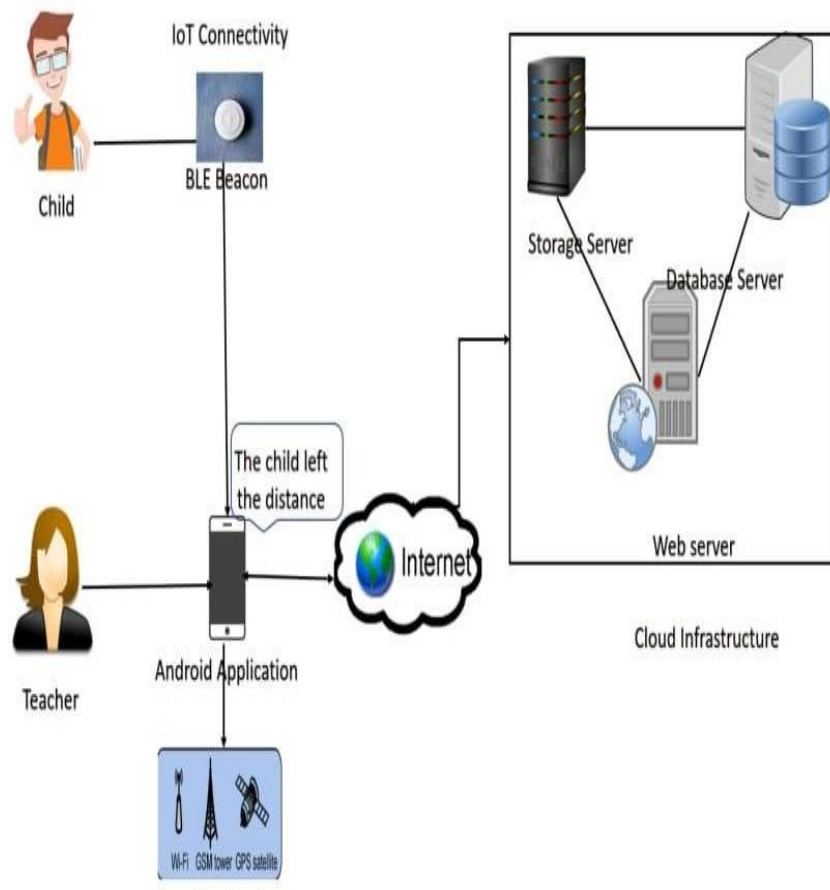 IoT Connectivity
BLE Beacon
Child
Storage Server
Database Server
The child left
the distance
Internet
Web server
Cloud Infrastructure
Teacher
Android Application
Wi-Fi GSM tower GPS satellite